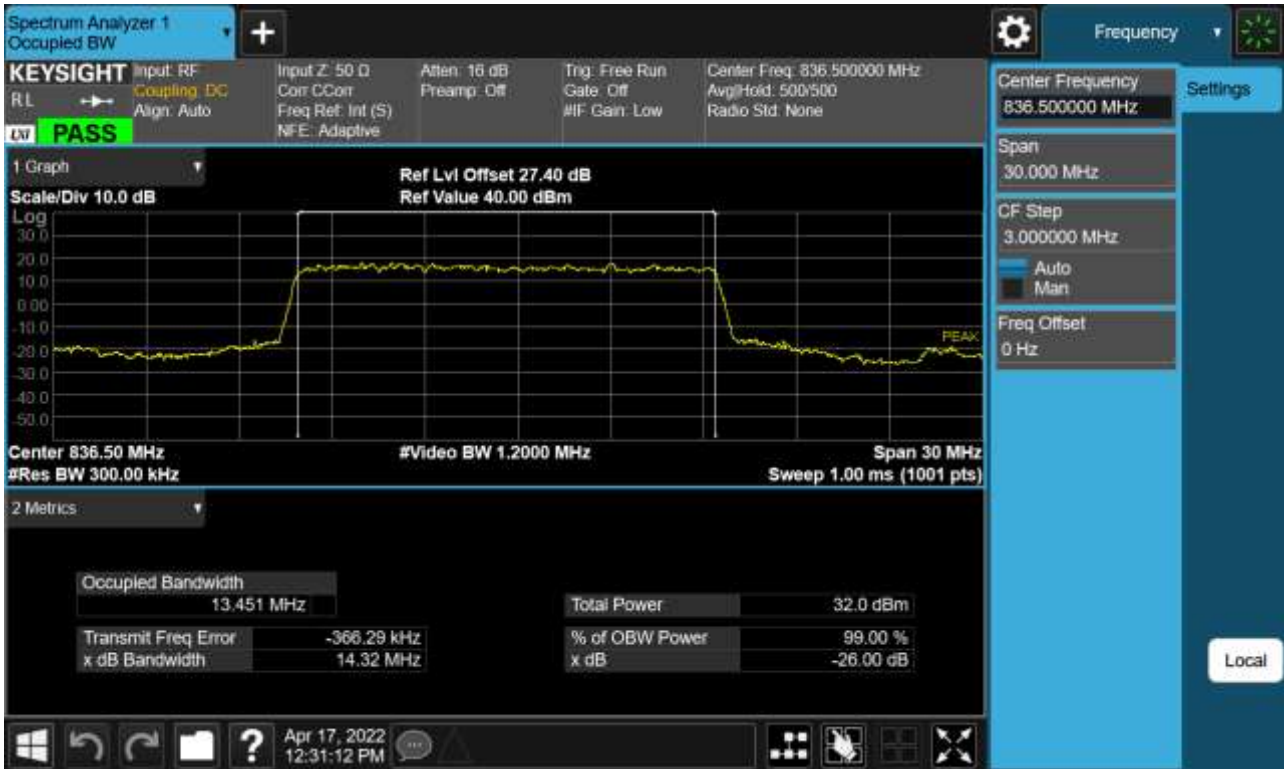 Spectrum Analyzer 1
Occupied BW
+
Frequency
KEYSIGHT
RL
LXI
PASS
Input: RF
Coupling: DC
Align: Auto
Input Z: 50 Ω
Corr CCorr
Freq Ref: Int (S)
NFE: Adaptive
Atten: 16 dB
Preamp: Off
Trig: Free Run
Gate: Off
#IF Gain: Low
Center Freq: 836.500000 MHz
Avg|Hold: 500/500
Radio Std: None
Center Frequency
836.500000 MHz
Settings
Span
30.000 MHz
CF Step
3.000000 MHz
Auto
Man
Freq Offset
0 Hz
Local
1 Graph
Scale/Div 10.0 dB
Ref Lvl Offset 27.40 dB
Ref Value 40.00 dBm
Log
30.0
20.0
10.0
0.00
-10.0
-20.0
-30.0
-40.0
-50.0
PEAK
Center 836.50 MHz
#Video BW 1.2000 MHz
Span 30 MHz
#Res BW 300.00 kHz
Sweep 1.00 ms (1001 pts)
2 Metrics
Occupied Bandwidth
13.451 MHz
Total Power 32.0 dBm
Transmit Freq Error -366.29 kHz
% of OBW Power 99.00 %
x dB Bandwidth 14.32 MHz
x dB -26.00 dB
?
Apr 17, 2022
12:31:12 PM